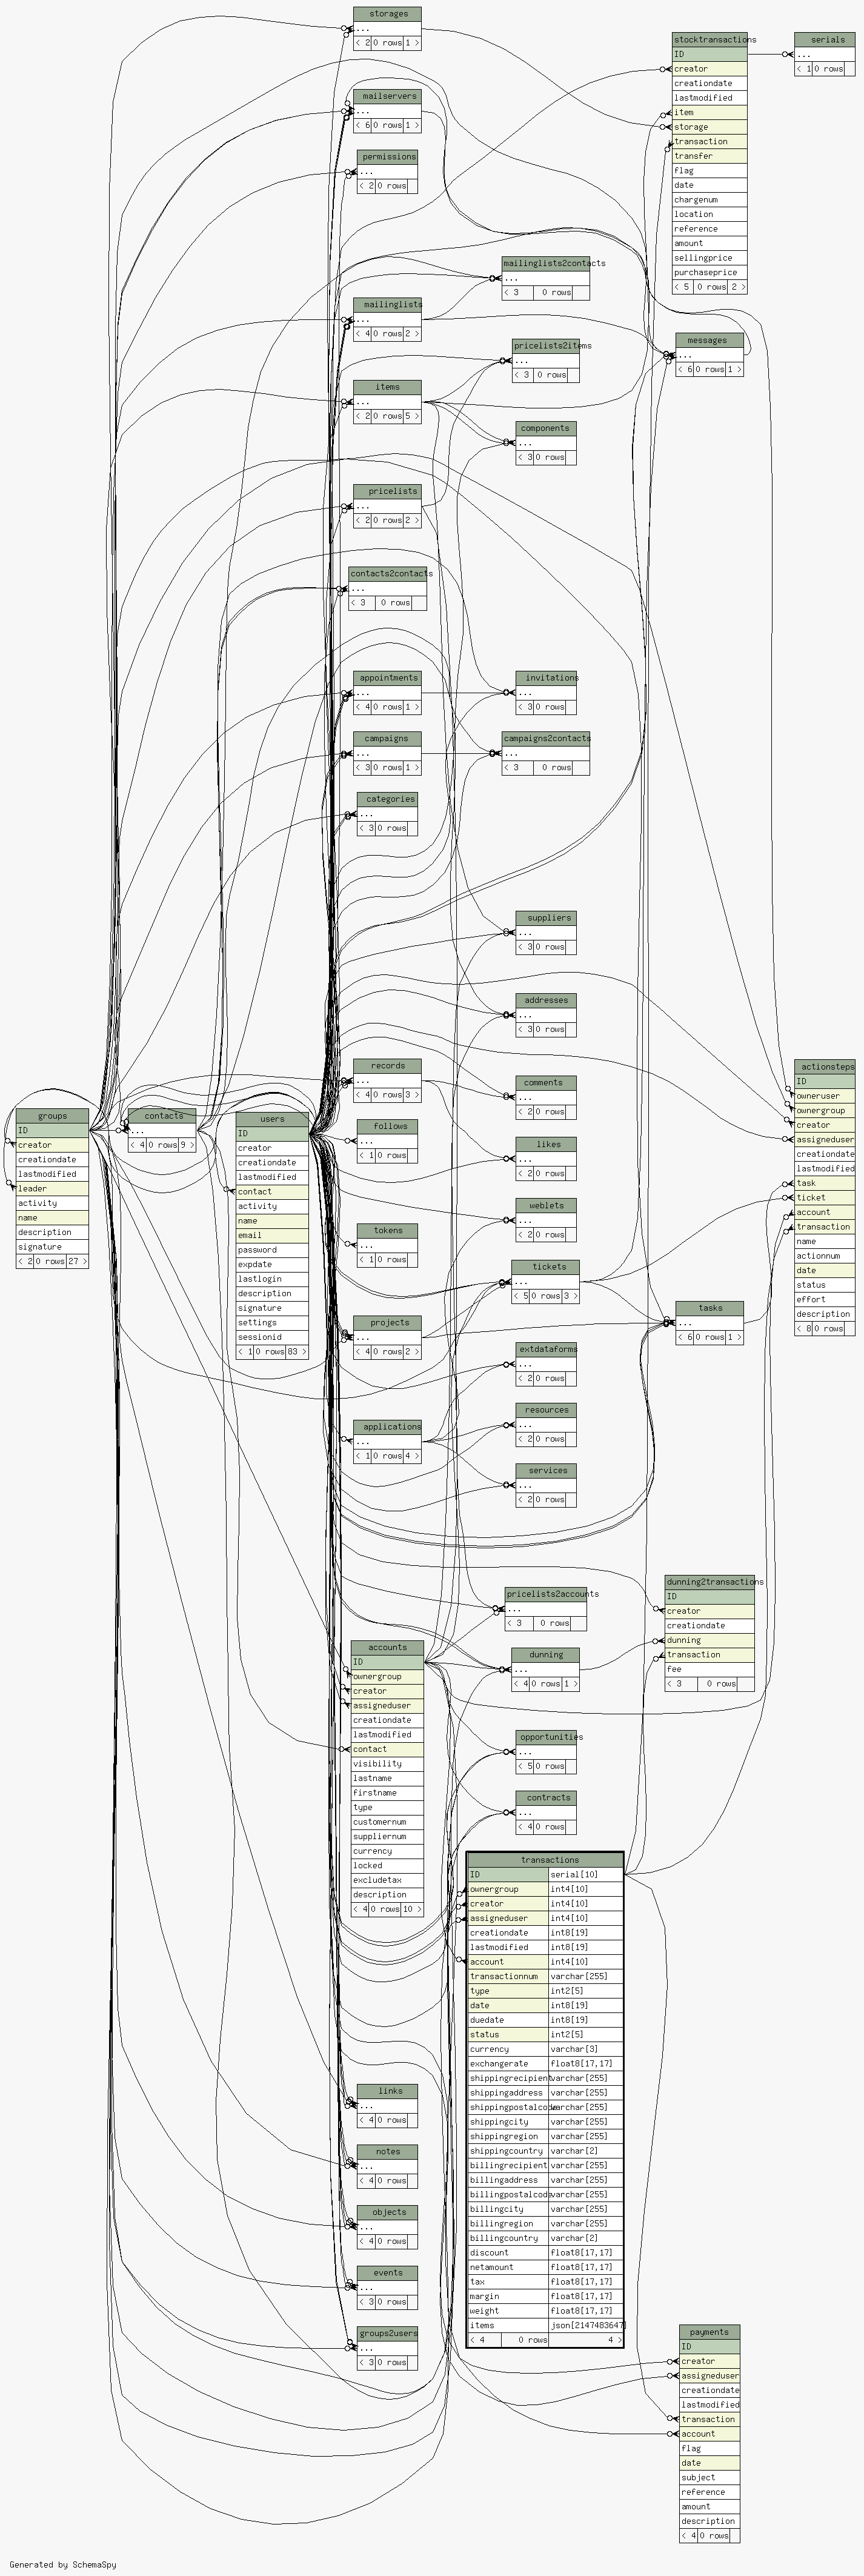 storages
...
< 2 0 rows 1 >
mailservers
...
< 6 0 rows 1 >
permissions
...
< 2 0 rows
mailinglists
...
< 4 0 rows 2 >
items
...
< 2 0 rows 5 >
pricelists
...
< 2 0 rows 2 >
contacts2contacts
...
< 3 0 rows
appointments
...
< 4 0 rows 1 >
campaigns
...
< 3 0 rows 1 >
categories
...
< 3 0 rows
records
...
< 4 0 rows 3 >
follows
...
< 1 0 rows
tokens
...
< 1 0 rows
projects
...
< 4 0 rows 2 >
applications
...
< 1 0 rows 4 >
groups
ID
creator
creationdate
lastmodified
leader
activity
name
description
signature
< 2 0 rows 27 >
contacts
...
< 4 0 rows 9 >
users
ID
creator
creationdate
lastmodified
contact
activity
name
email
password
expdate
lastlogin
description
signature
settings
sessionid
< 1 0 rows 83 >
accounts
ID
ownergroup
creator
assigneduser
creationdate
lastmodified
contact
visibility
lastname
firstname
type
customernum
suppliernum
currency
locked
excludetax
description
< 4 0 rows 10 >
links
...
< 4 0 rows
notes
...
< 4 0 rows
objects
...
< 4 0 rows
events
...
< 3 0 rows
groups2users
...
< 3 0 rows
mailinglists2contacts
...
< 3 0 rows
pricelists2items
...
< 3 0 rows
components
...
< 3 0 rows
invitations
...
< 3 0 rows
campaigns2contacts
...
< 3 0 rows
suppliers
...
< 3 0 rows
addresses
...
< 3 0 rows
comments
...
< 2 0 rows
likes
...
< 2 0 rows
weblets
...
< 2 0 rows
tickets
...
< 5 0 rows 3 >
extdataforms
...
< 2 0 rows
resources
...
< 2 0 rows
services
...
< 2 0 rows
pricelists2accounts
...
< 3 0 rows
dunning
...
< 4 0 rows 1 >
opportunities
...
< 5 0 rows
contracts
...
< 4 0 rows
transactions
ID serial[10]
ownergroup int4[10]
creator int4[10]
assigneduser int4[10]
creationdate int8[19]
lastmodified int8[19]
account int4[10]
transactionnum varchar[255]
type int2[5]
date int8[19]
duedate int8[19]
status int2[5]
currency varchar[3]
exchangerate float8[17,17]
shippingrecipient varchar[255]
shippingaddress varchar[255]
shippingpostalcode varchar[255]
shippingcity varchar[255]
shippingregion varchar[255]
shippingcountry varchar[2]
billingrecipient varchar[255]
billingaddress varchar[255]
billingpostalcode varchar[255]
billingcity varchar[255]
billingregion varchar[255]
billingcountry varchar[2]
discount float8[17,17]
netamount float8[17,17]
tax float8[17,17]
margin float8[17,17]
weight float8[17,17]
items json[2147483647]
< 4 0 rows 4 >
stocktransactions
ID
creator
creationdate
lastmodified
item
storage
transaction
transfer
flag
date
chargenum
location
reference
amount
sellingprice
purchaseprice
< 5 0 rows 2 >
serials
...
< 1 0 rows
messages
...
< 6 0 rows 1 >
tasks
...
< 6 0 rows 1 >
actionsteps
ID
owneruser
ownergroup
creator
assigneduser
creationdate
lastmodified
task
ticket
account
transaction
name
actionnum
date
status
effort
description
< 8 0 rows
dunning2transactions
ID
creator
creationdate
dunning
transaction
fee
< 3 0 rows
payments
ID
creator
assigneduser
creationdate
lastmodified
transaction
account
flag
date
subject
reference
amount
description
< 4 0 rows
Generated by SchemaSpy